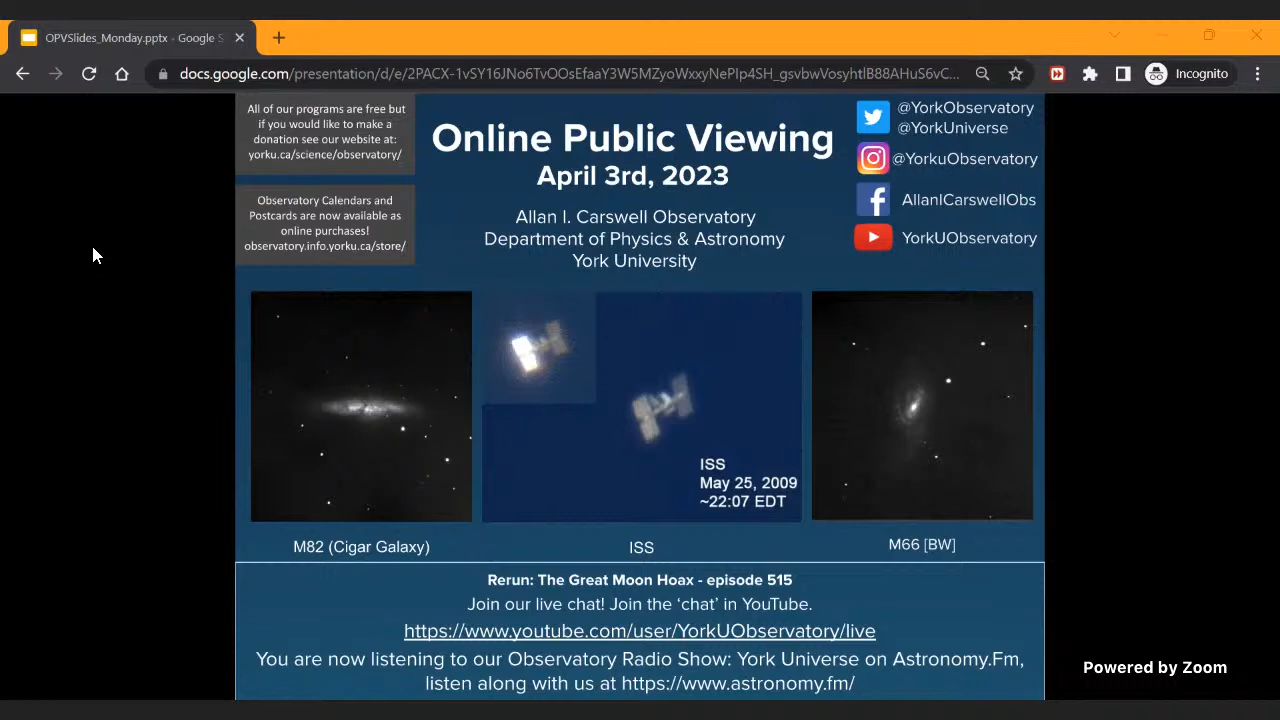 OPVSlides_Monday.pptx - Google S
docs.google.com/presentation/d/e/2PACX-1vSY16JNo6TvOOsEfaaY3W5MZyoWxxyNePIp4SH_gsvbwVosyhtlB88AHuS6vC...
Incognito
All of our programs are free but
if you would like to make a
donation see our website at:
yorku.ca/science/observatory/
Observatory Calendars and
Postcards are now available as
online purchases!
observatory.info.yorku.ca/store/
Online Public Viewing
April 3rd, 2023
Allan I. Carswell Observatory
Department of Physics & Astronomy
York University
@YorkObservatory
@YorkUniverse
@YorkuObservatory
AllanICarswellObs
YorkUObservatory
ISS
May 25, 2009
~22:07 EDT
M82 (Cigar Galaxy)
ISS
M66 [BW]
Rerun: The Great Moon Hoax - episode 515
Join our live chat! Join the ‘chat’ in YouTube.
https://www.youtube.com/user/YorkUObservatory/live
You are now listening to our Observatory Radio Show: York Universe on Astronomy.Fm,
listen along with us at https://www.astronomy.fm/
Powered by Zoom